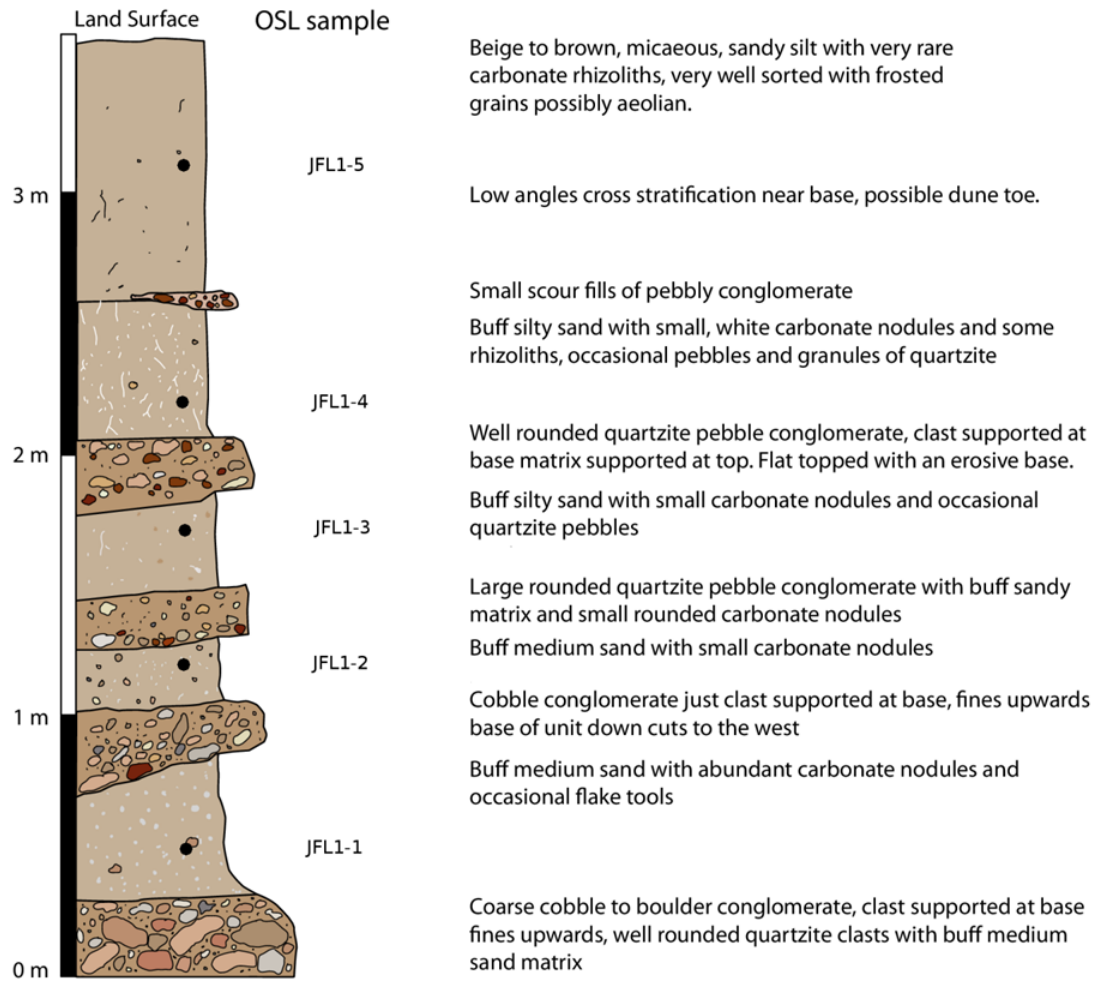 Land Surface
OSL sample
Beige to brown, micaeous, sandy silt with very rare
carbonate rhizoliths, very well sorted with frosted
grains possibly aeolian.
JFL1-5
3 m
Low angles cross stratification near base, possible dune toe.
Small scour fills of pebbly conglomerate
Buff silty sand with small, white carbonate nodules and some
rhizoliths, occasional pebbles and granules of quartzite
JFL1-4
Well rounded quartzite pebble conglomerate, clast supported at
base matrix supported at top. Flat topped with an erosive base.
2 m
Buff silty sand with small carbonate nodules and occasional
quartzite pebbles
JFL1-3
Large rounded quartzite pebble conglomerate with buff sandy
matrix and small rounded carbonate nodules
Buff medium sand with small carbonate nodules
JFL1-2
Cobble conglomerate just clast supported at base, fines upwards
base of unit down cuts to the west
1 m
Buff medium sand with abundant carbonate nodules and
occasional flake tools
JFL1-1
Coarse cobble to boulder conglomerate, clast supported at base
fines upwards, well rounded quartzite clasts with buff medium
sand matrix
0 m